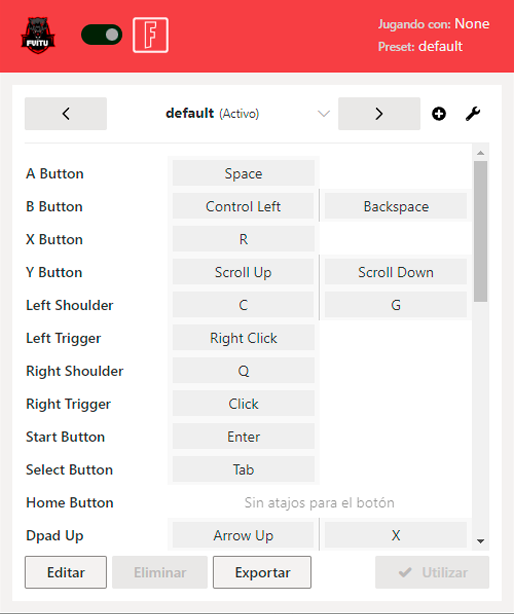 FVITU
F
Jugando con: None
Preset: default
default (Activo)
A Button Space
B Button Control Left Backspace
X Button R
Y Button Scroll Up Scroll Down
Left Shoulder C G
Left Trigger Right Click
Right Shoulder Q
Right Trigger Click
Start Button Enter
Select Button Tab
Home Button Sin atajos para el botón
Dpad Up Arrow Up X
Editar Eliminar Exportar Utilizar